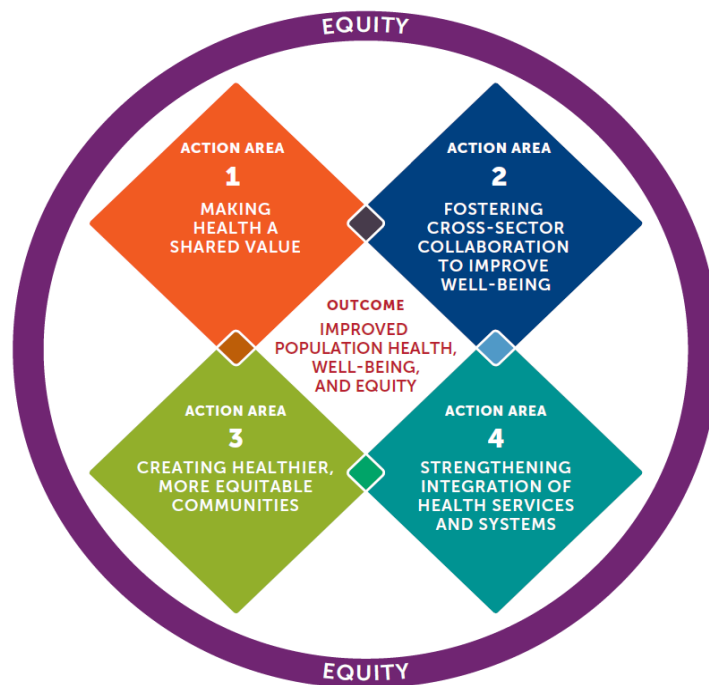 EQUITY
ACTION AREA
1
MAKING
HEALTH A
SHARED VALUE
ACTION AREA
2
FOSTERING
CROSS-SECTOR
COLLABORATION
TO IMPROVE
WELL-BEING
OUTCOME
IMPROVED
POPULATION HEALTH,
WELL-BEING,
AND EQUITY
ACTION AREA
3
CREATING HEALTHIER,
MORE EQUITABLE
COMMUNITIES
ACTION AREA
4
STRENGTHENING
INTEGRATION OF
HEALTH SERVICES
AND SYSTEMS
EQUITY